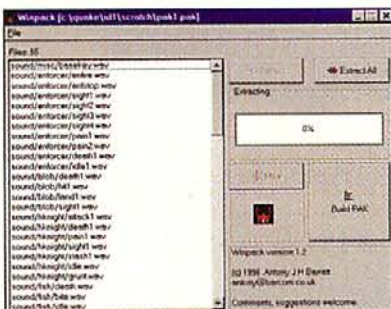 Winpack [c:\quake\id1\scratch\pak1.pak]
File
sound/misc/basekey.wav
sound/enforcer/enfire.wav
sound/enforcer/enfstop.wav
sound/enforcer/sight1.wav
sound/enforcer/sight2.wav
sound/enforcer/sight3.wav
sound/enforcer/sight4.wav
sound/enforcer/pain1.wav
sound/enforcer/pain2.wav
sound/enforcer/death1.wav
sound/enforcer/idle1.wav
sound/blob/death1.wav
sound/blob/hit1.wav
sound/blob/land1.wav
sound/blob/sight1.wav
sound/hknight/attack1.wav
sound/hknight/death1.wav
sound/hknight/pain1.wav
sound/hknight/sight1.wav
sound/hknight/slash1.wav
sound/hknight/idle.wav
sound/hknight/grunt.wav
sound/fish/death.wav
sound/fish/bite.wav
sound/fish/idle.wav
Extract All
Extracting
0%
Build PAK
Winpack version 1.2
(c) 1996 Antony J H
Comments, suggestions welcome.